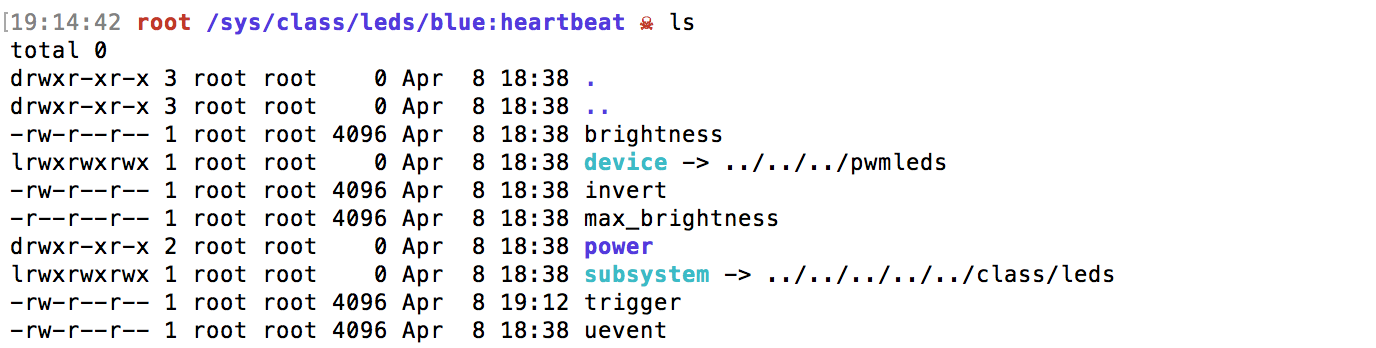 [19:14:42 root /sys/class/leds/blue:heartbeat ☠ ls
total 0
drwxr-xr-x 3 root root    0 Apr  8 18:38 .
drwxr-xr-x 3 root root    0 Apr  8 18:38 ..
-rw-r--r-- 1 root root 4096 Apr  8 18:38 brightness
lrwxrwxrwx 1 root root    0 Apr  8 18:38 device -> ../../../pwmleds
-rw-r--r-- 1 root root 4096 Apr  8 18:38 invert
-r--r--r-- 1 root root 4096 Apr  8 18:38 max_brightness
drwxr-xr-x 2 root root    0 Apr  8 18:38 power
lrwxrwxrwx 1 root root    0 Apr  8 18:38 subsystem -> ../../../../../class/leds
-rw-r--r-- 1 root root 4096 Apr  8 19:12 trigger
-rw-r--r-- 1 root root 4096 Apr  8 18:38 uevent